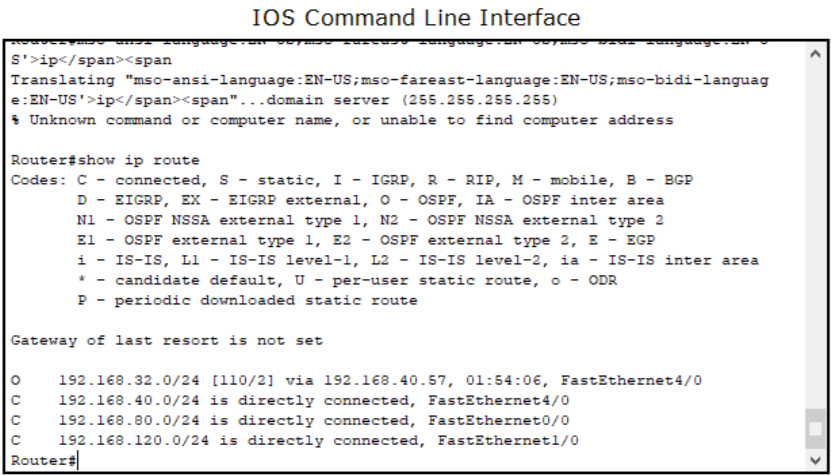 IOS Command Line Interface
S'>ip</span><span
Translating "mso-ansi-language:EN-US;mso-fareast-language:EN-US;mso-bidi-languag
e:EN-US'>ip</span><span"...domain server (255.255.255.255)
% Unknown command or computer name, or unable to find computer address
Router#show ip route
Codes: C - connected, S - static, I - IGRP, R - RIP, M - mobile, B - BGP
D - EIGRP, EX - EIGRP external, O - OSPF, IA - OSPF inter area
N1 - OSPF NSSA external type 1, N2 - OSPF NSSA external type 2
E1 - OSPF external type 1, E2 - OSPF external type 2, E - EGP
i - IS-IS, L1 - IS-IS level-1, L2 - IS-IS level-2, ia - IS-IS inter area
* - candidate default, U - per-user static route, o - ODR
P - periodic downloaded static route
Gateway of last resort is not set
O 192.168.32.0/24 [110/2] via 192.168.40.57, 01:54:06, FastEthernet4/0
C 192.168.40.0/24 is directly connected, FastEthernet4/0
C 192.168.80.0/24 is directly connected, FastEthernet0/0
C 192.168.120.0/24 is directly connected, FastEthernet1/0
Router#